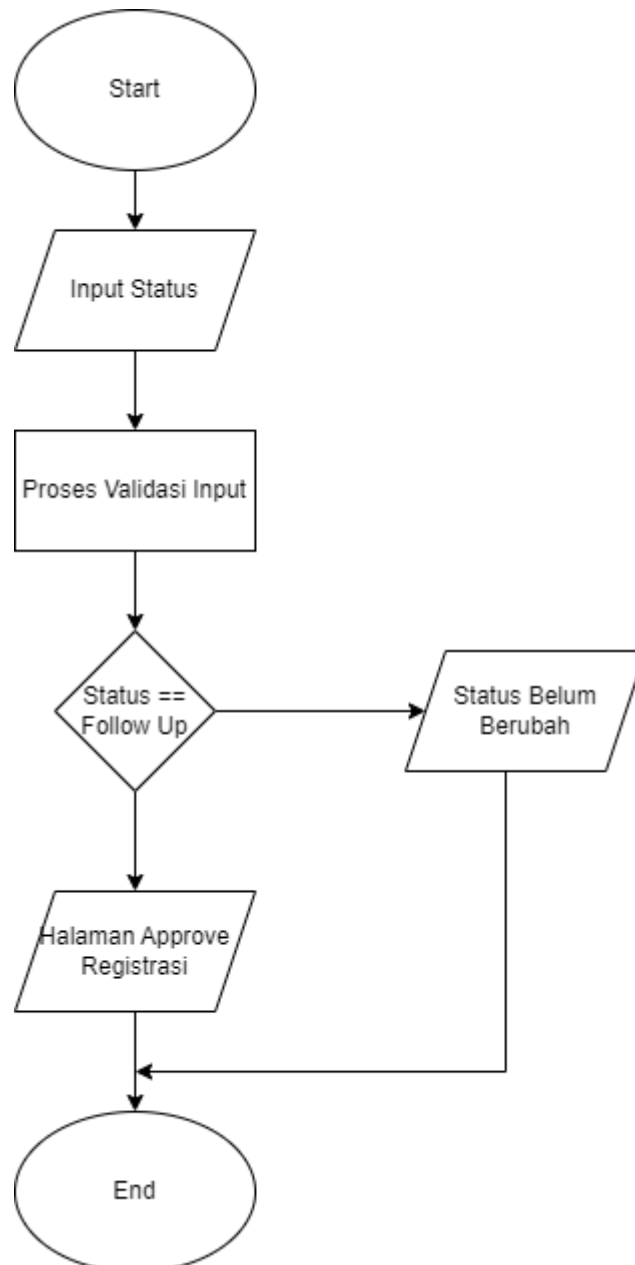 Start
Input Status
Proses Validasi Input
Status ==
Follow Up
Status Belum
Berubah
Halaman Approve
Registrasi
End